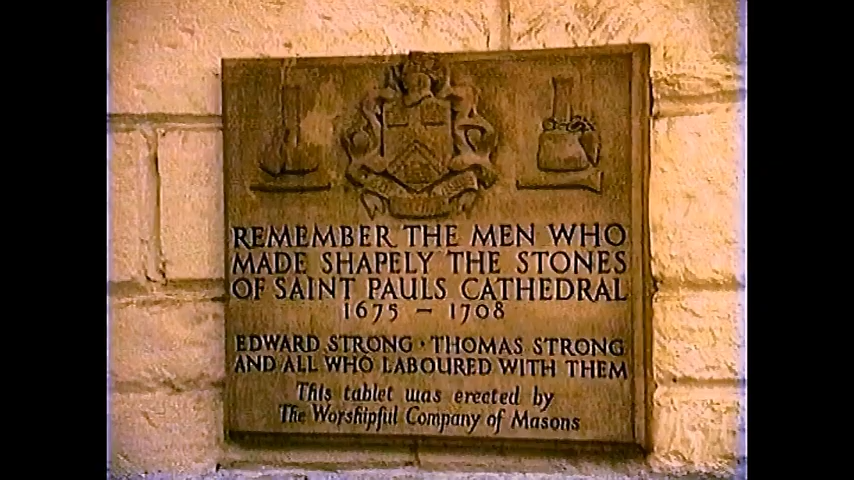 REMEMBER THE MEN WHO
MADE SHAPELY THE STONES
OF SAINT PAULS CATHEDRAL
1675 – 1708
EDWARD STRONG · THOMAS STRONG
AND ALL WHO LABOURED WITH THEM
This tablet was erected by
The Worshipful Company of Masons